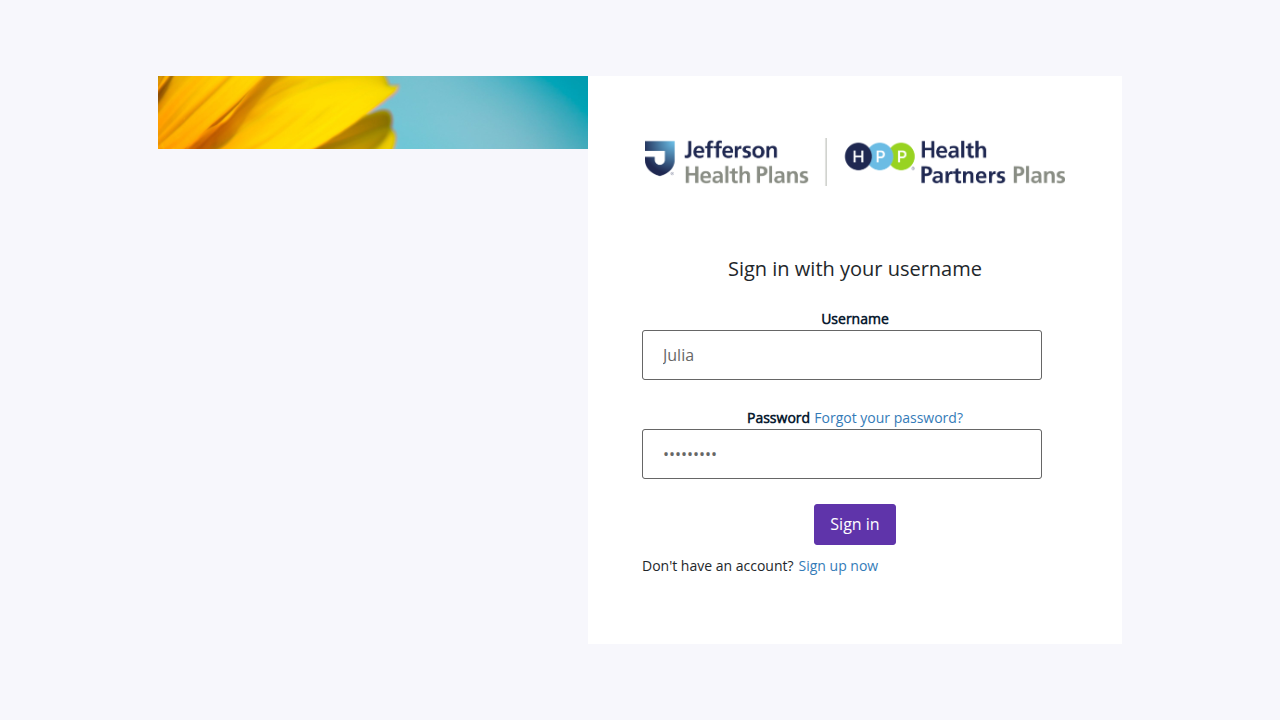 Jefferson
Health Plans
HPP Health
Partners Plans
Sign in with your username
Username
Julia
Password Forgot your password?
•••••••••
Sign in
Don't have an account? Sign up now